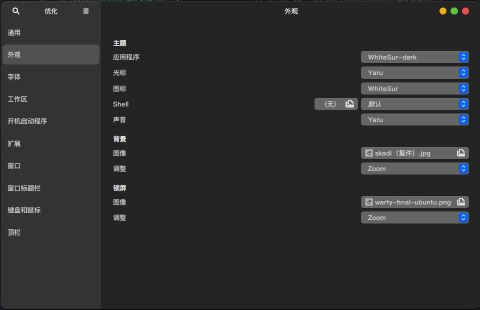 优化
外观
通用
外观
字体
工作区
开机启动程序
扩展
窗口
窗口标题栏
键盘和鼠标
顶栏
主题
应用程序 WhiteSur-dark
光标 Yaru
图标 WhiteSur
Shell （无） 默认
声音 Yaru
背景
图像 skadi（复件）.jpg
调整 Zoom
锁屏
图像 warty-final-ubuntu.png
调整 Zoom